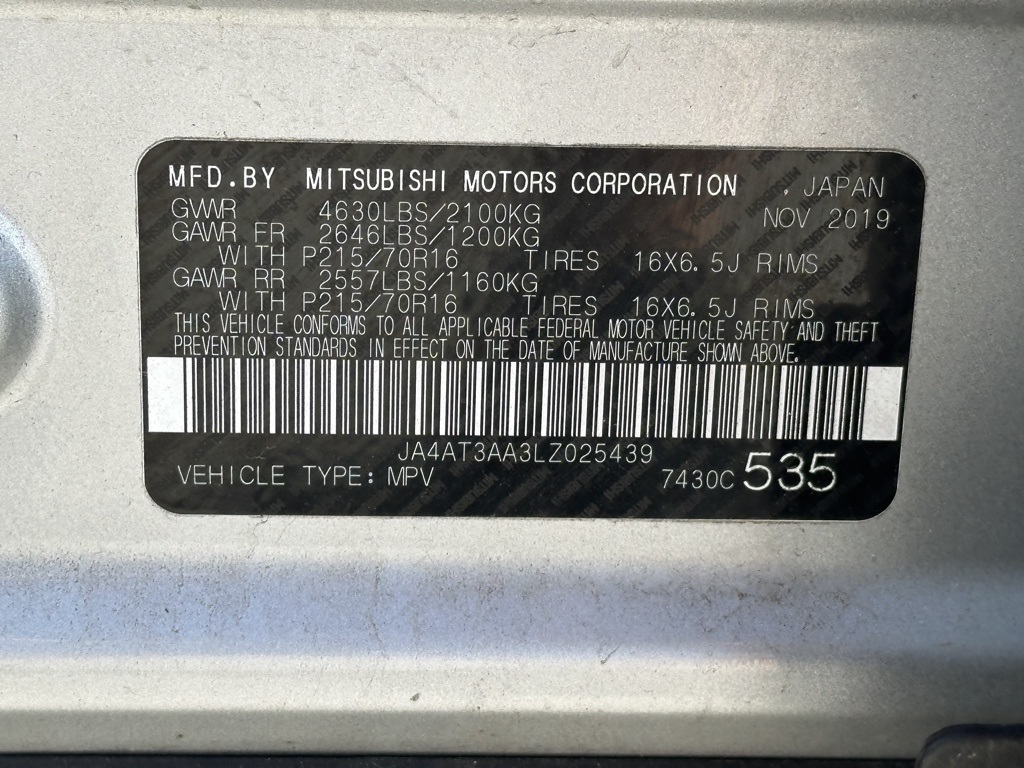 MFD.BY MITSUBISHI MOTORS CORPORATION , JAPAN
GVWR 4630LBS/2100KG NOV 2019
GAWR FR 2646LBS/1200KG
WITH P215/70R16 TIRES 16X6.5J RIMS
GAWR RR 2557LBS/1160KG
WITH P215/70R16 TIRES 16X6.5J RIMS
THIS VEHICLE CONFORMS TO ALL APPLICABLE FEDERAL MOTOR VEHICLE SAFETY AND THEFT
PREVENTION STANDARDS IN EFFECT ON THE DATE OF MANUFACTURE SHOWN ABOVE.
JA4AT3AA3LZ025439
VEHICLE TYPE: MPV 7430C 535